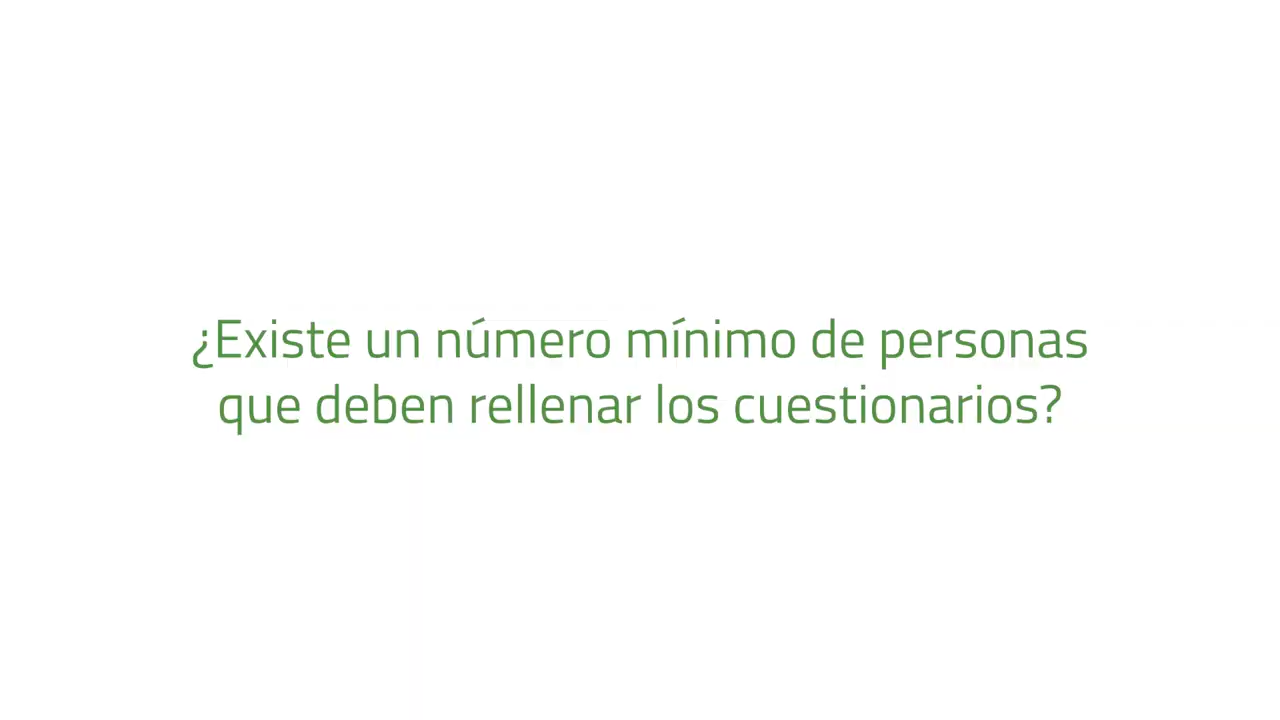 ¿Existe un número mínimo de personas
que deben rellenar los cuestionarios?